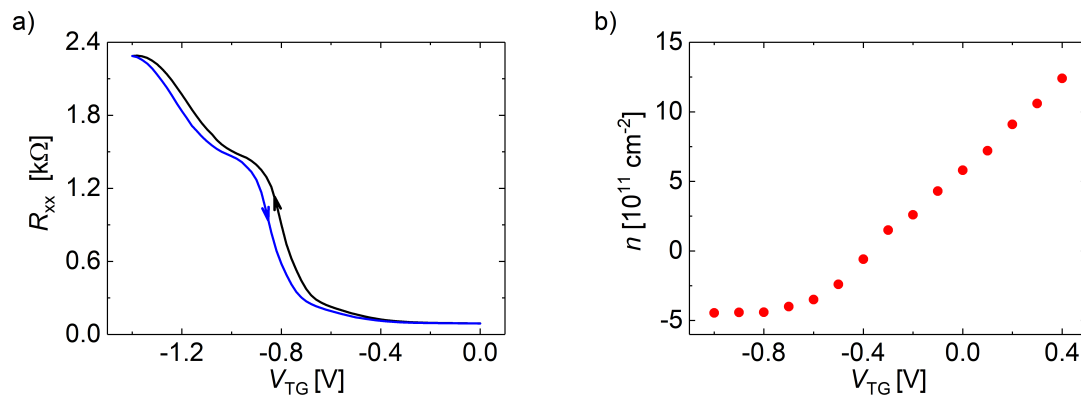 a)
2.4
1.8
1.2
0.6
0.0
Rxx [kΩ]
-1.2 -0.8 -0.4 0.0
VTG [V]
b)
15
10
5
0
-5
n [10¹¹ cm⁻²]
-0.8 -0.4 0.0 0.4
VTG [V]